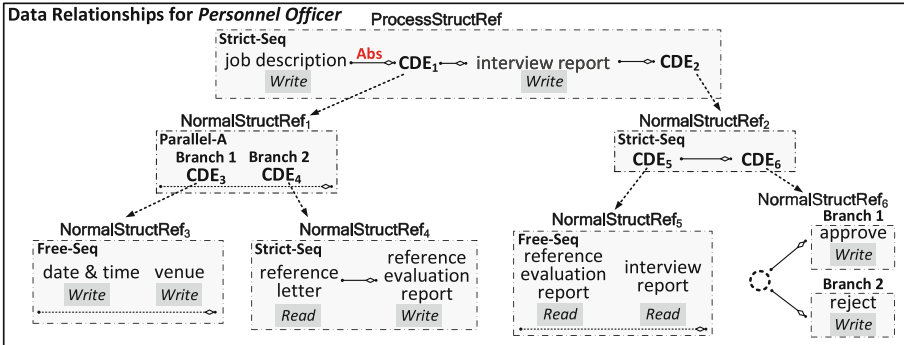 Data Relationships for Personnel Officer
ProcessStructRef
Strict-Seq
job description Abs CDE1 interview report CDE2
Write Write
NormalStructRef1 NormalStructRef2
Parallel-A
Branch 1 Branch 2
CDE3 CDE4
Strict-Seq
CDE5 CDE6
NormalStructRef3
Free-Seq
date & time venue
Write Write
NormalStructRef4
Strict-Seq
reference letter
Read
reference
evaluation
report
Write
NormalStructRef5
Free-Seq
reference
evaluation
report
Read
interview
report
Read
NormalStructRef6
Branch 1
approve
Write
Branch 2
reject
Write